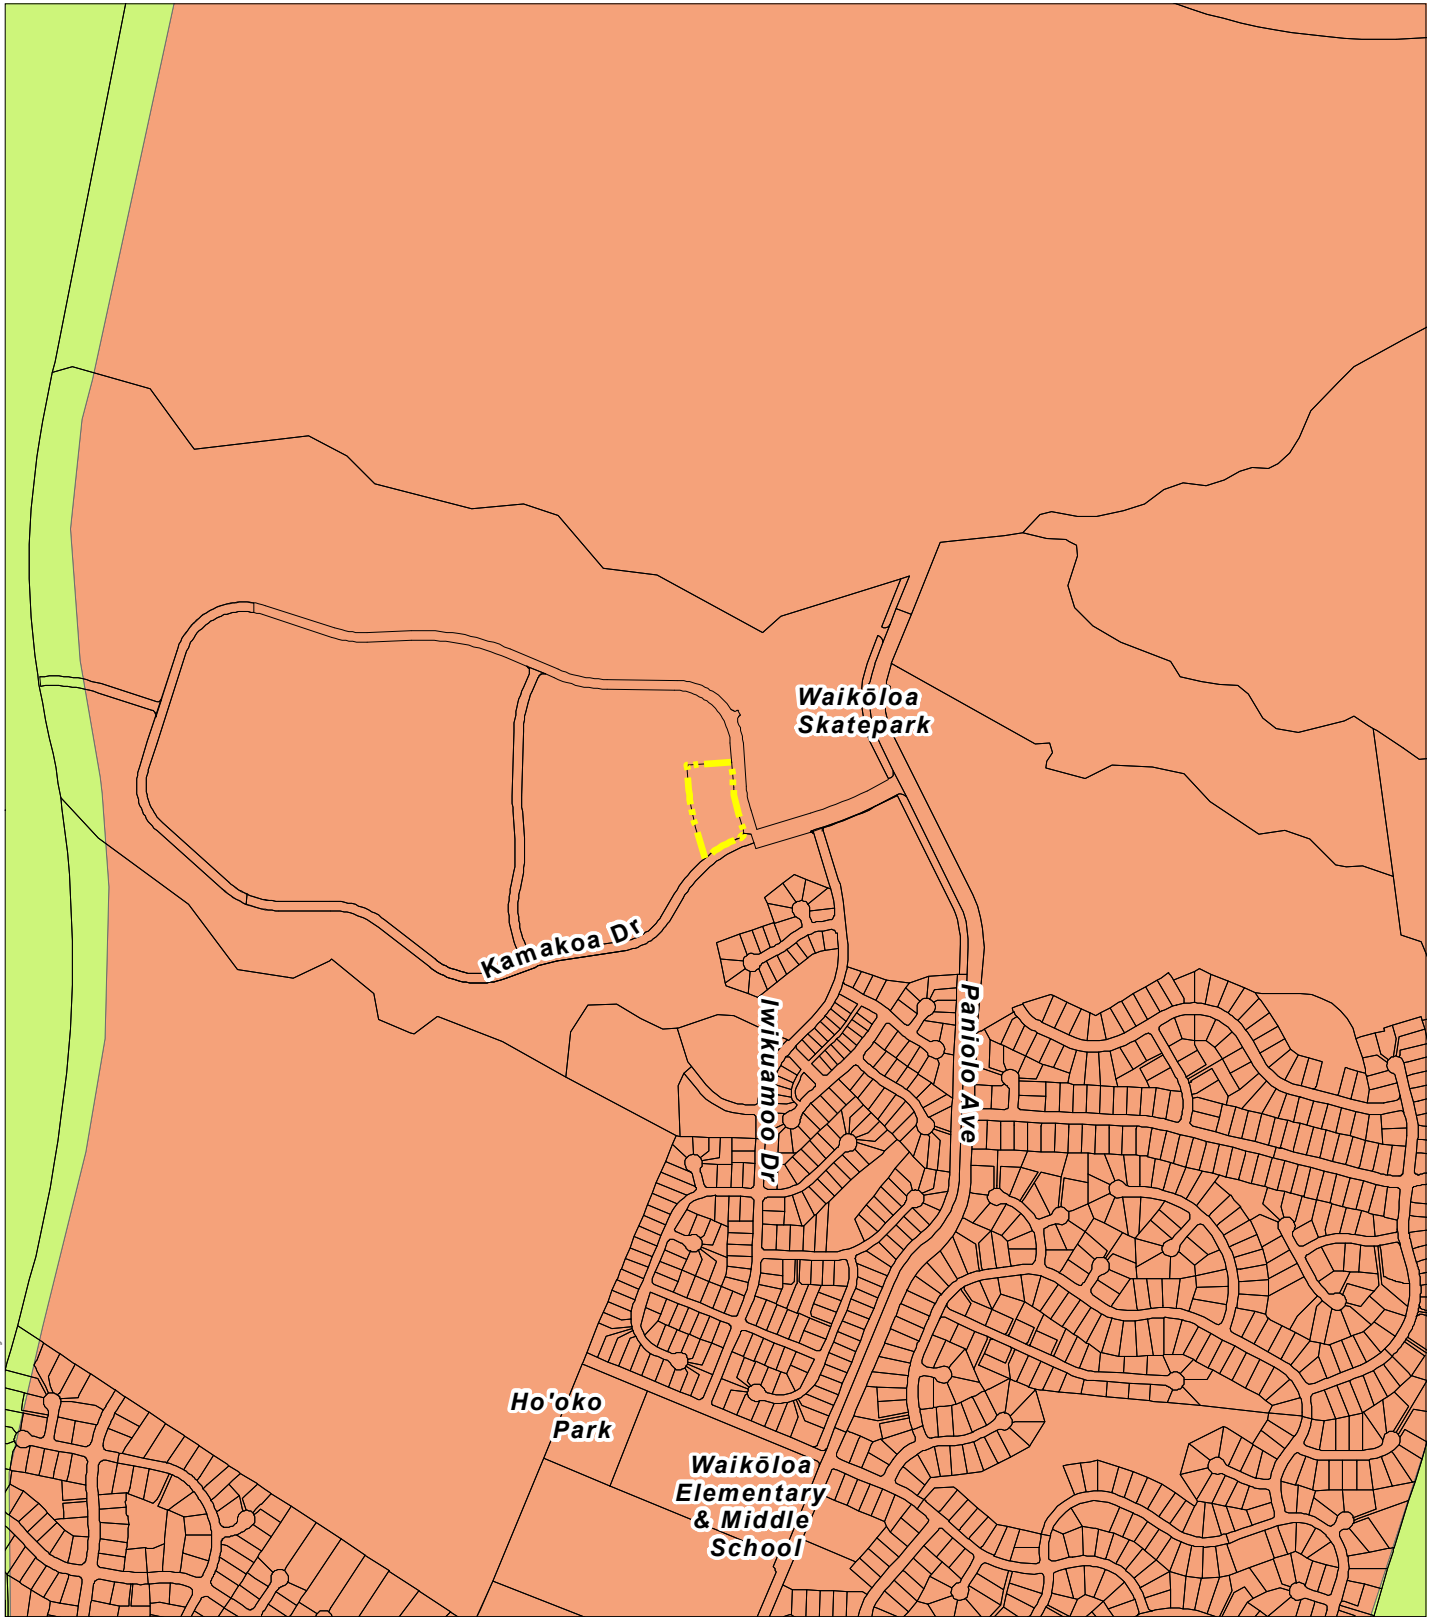 Waikōloa
Skatepark
Kamakoa Dr
Iwikuamoo Dr
Paniolo Ave
Ho'oko
Park
Waikōloa
Elementary
& Middle
School